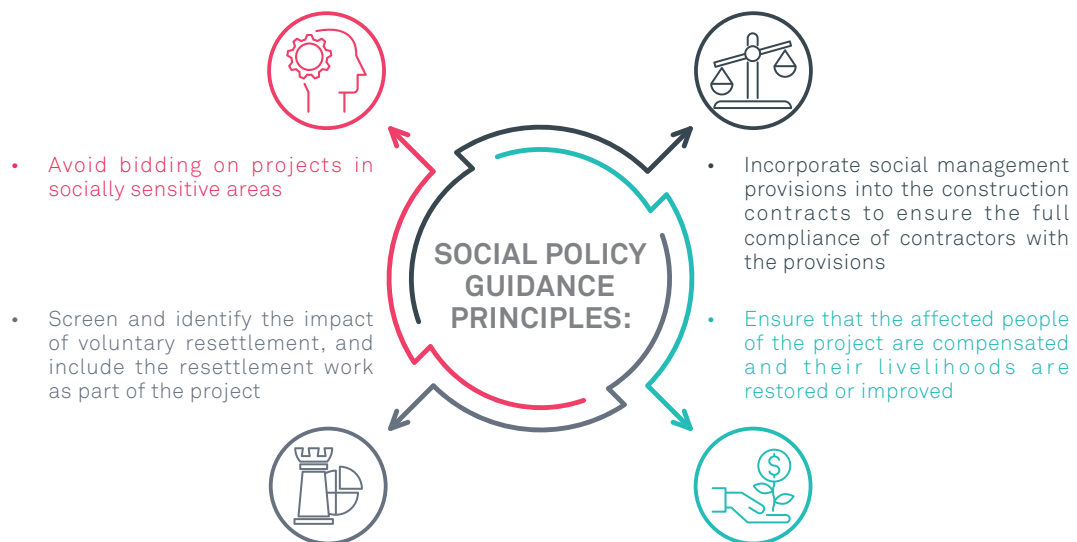 • Avoid bidding on projects in
socially sensitive areas
• Incorporate social management
provisions into the construction
contracts to ensure the full
compliance of contractors with
the provisions
SOCIAL POLICY
GUIDANCE
PRINCIPLES:
• Screen and identify the impact
of voluntary resettlement, and
include the resettlement work
as part of the project
• Ensure that the affected people
of the project are compensated
and their livelihoods are
restored or improved
$